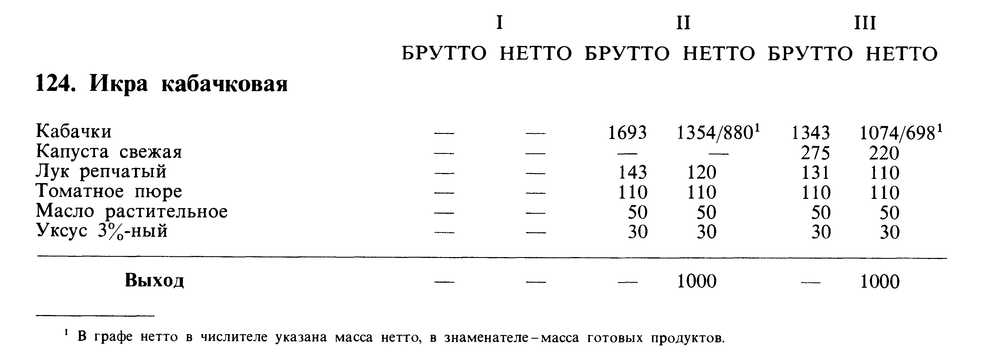 I II III
БРУТТО НЕТТО БРУТТО НЕТТО БРУТТО НЕТТО
124. Икра кабачковая
Кабачки — — 1693 1354/880¹ 1343 1074/698¹
Капуста свежая — — — — 275 220
Лук репчатый — — 143 120 131 110
Томатное пюре — — 110 110 110 110
Масло растительное — — 50 50 50 50
Уксус 3%-ный — — 30 30 30 30
Выход — — — 1000 — 1000
¹ В графе нетто в числителе указана масса нетто, в знаменателе – масса готовых продуктов.